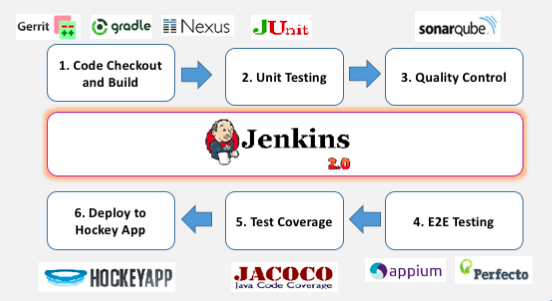 Gerrit gradle Nexus JUnit sonarqube
1. Code Checkout
and Build
2. Unit Testing
3. Quality Control
Jenkins
2.0
6. Deploy to
Hockey App
5. Test Coverage
4. E2E Testing
HOCKEYAPP
JACOCO
Java Code Coverage
appium
Perfecto